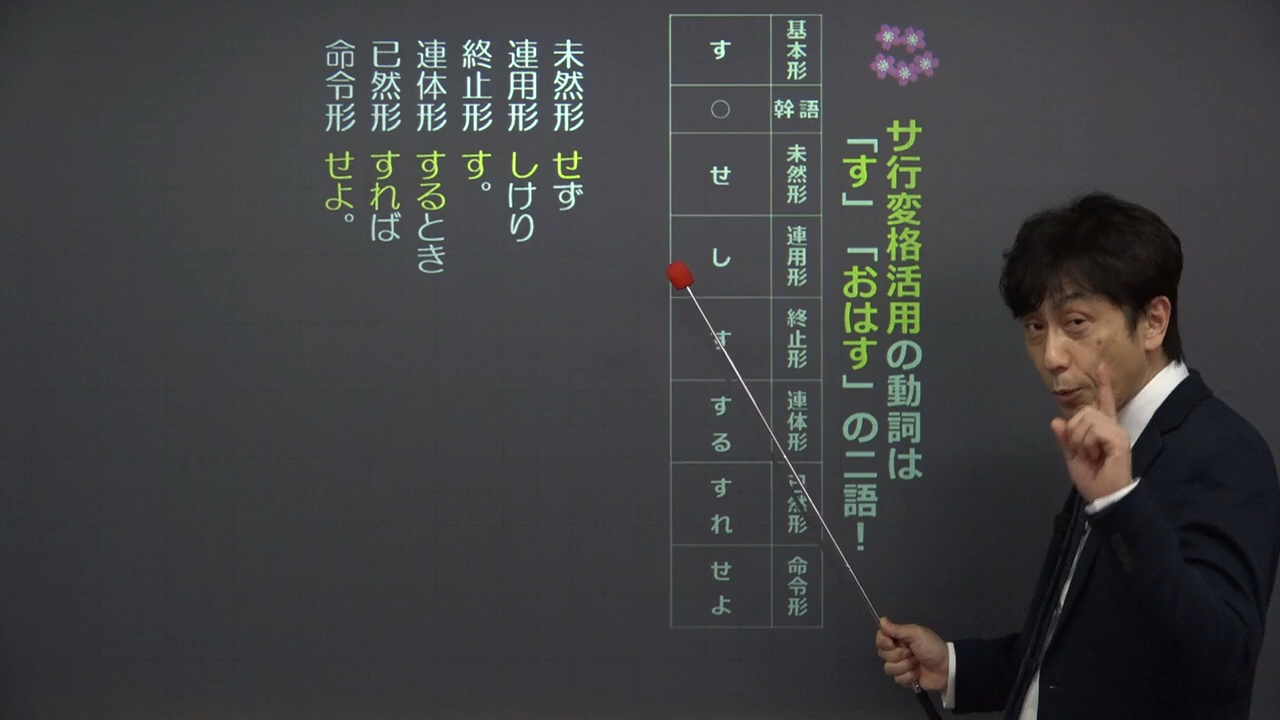 サ行変格活用の動詞は
「す」「おはす」の二語！
基本形 語幹 未然形 連用形 終止形 連体形 已然形 命令形
す ○ せ し す する すれ せよ
未然形 せず
連用形 しけり
終止形 す。
連体形 するとき
已然形 すれば
命令形 せよ。